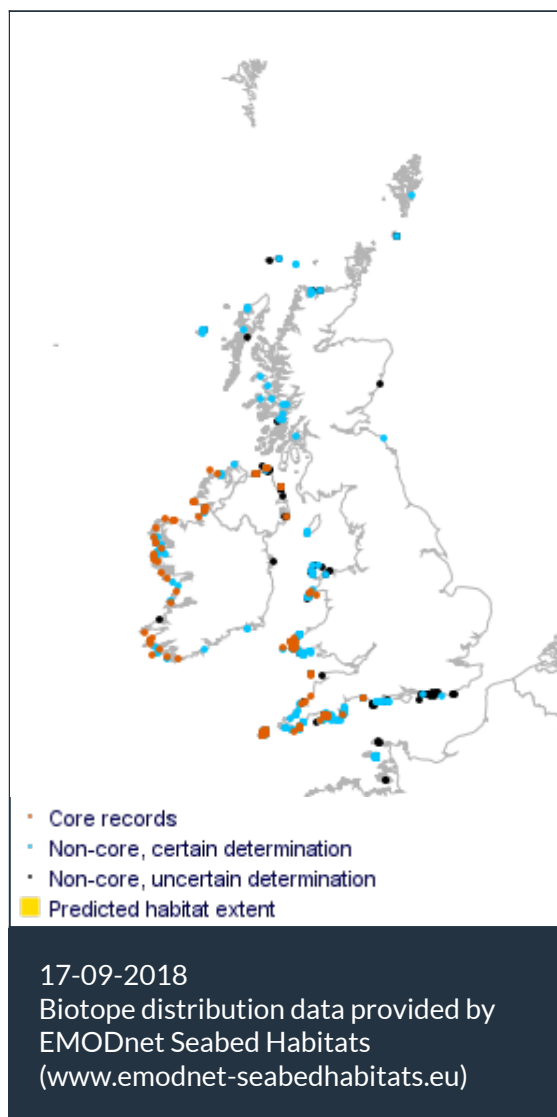 Core records
Non-core, certain determination
Non-core, uncertain determination
Predicted habitat extent
17-09-2018
Biotope distribution data provided by
EMODnet Seabed Habitats
(www.emodnet-seabedhabitats.eu)